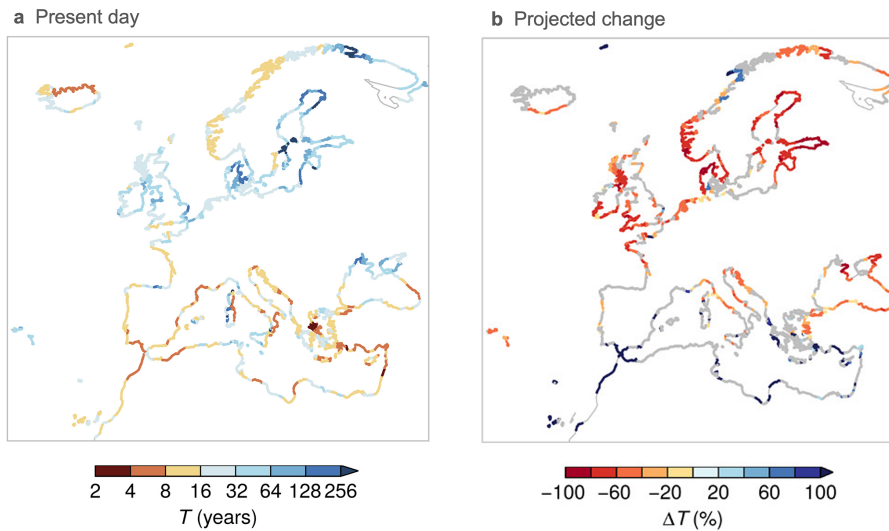 a Present day
b Projected change
2 4 8 16 32 64 128 256
T (years)
−100 −60 −20 20 60 100
ΔT (%)